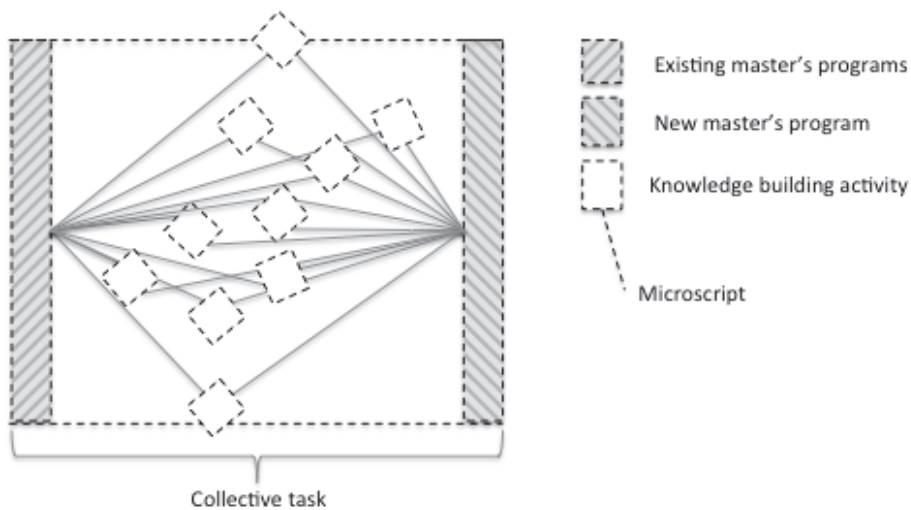 Existing master's programs
New master's program
Knowledge building activity
Microscript
Collective task